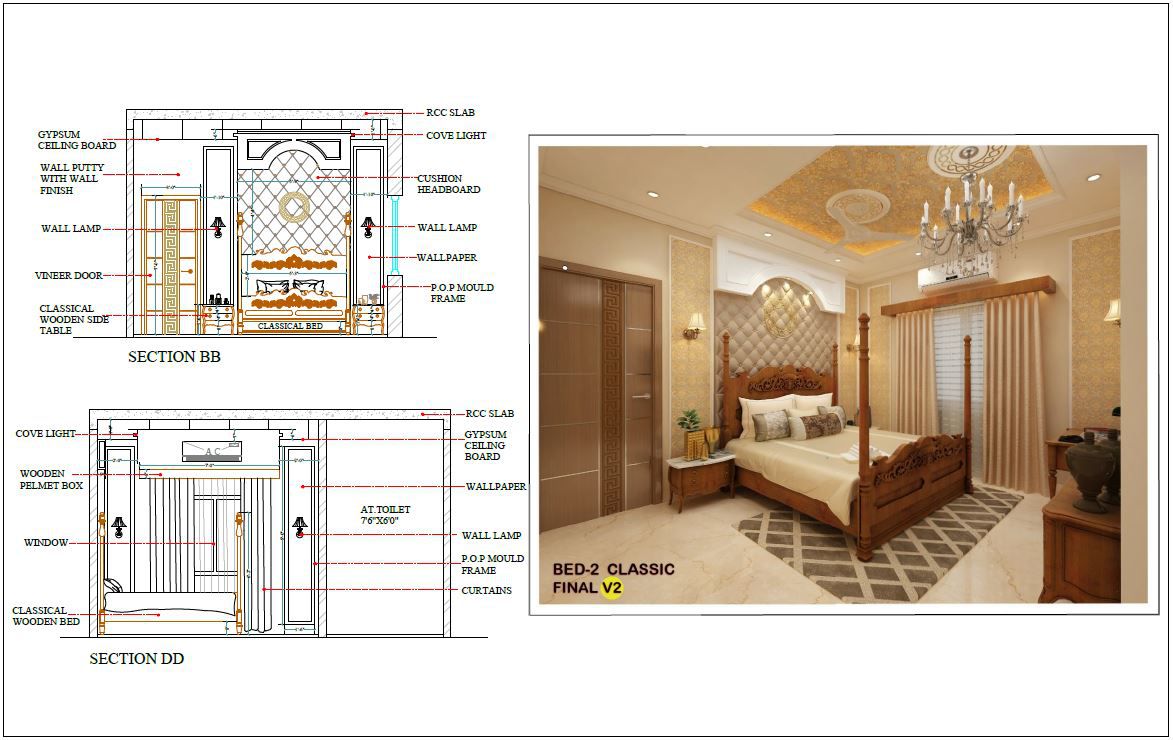 RCC SLAB
GYPSUM
CEILING BOARD
COVE LIGHT
WALL PUTTY
WITH WALL
FINISH
CUSHION
HEADBOARD
WALL LAMP
WALL LAMP
WALLPAPER
VINEER DOOR
P.O.P MOULD
FRAME
CLASSICAL
WOODEN SIDE
TABLE
CLASSICAL BED
SECTION BB
RCC SLAB
COVE LIGHT
GYPSUM
CEILING
BOARD
A.C
WOODEN
PELMET BOX
WALLPAPER
AT.TOILET
7'6"X6'0"
WINDOW
WALL LAMP
P.O.P MOULD
FRAME
CURTAINS
CLASSICAL
WOODEN BED
SECTION DD
BED-2 CLASSIC
FINAL V2